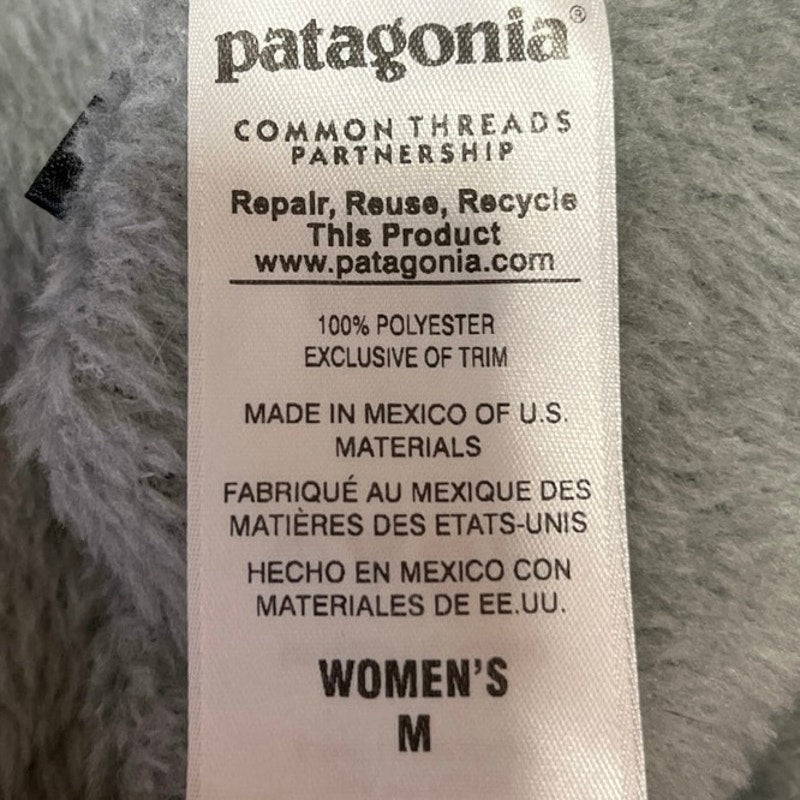 patagonia®
COMMON THREADS
PARTNERSHIP
Repair, Reuse, Recycle
This Product
www.patagonia.com
100% POLYESTER
EXCLUSIVE OF TRIM
MADE IN MEXICO OF U.S.
MATERIALS
FABRIQUÉ AU MEXIQUE DES
MATIÈRES DES ETATS-UNIS
HECHO EN MEXICO CON
MATERIALES DE EE.UU.
WOMEN'S
M